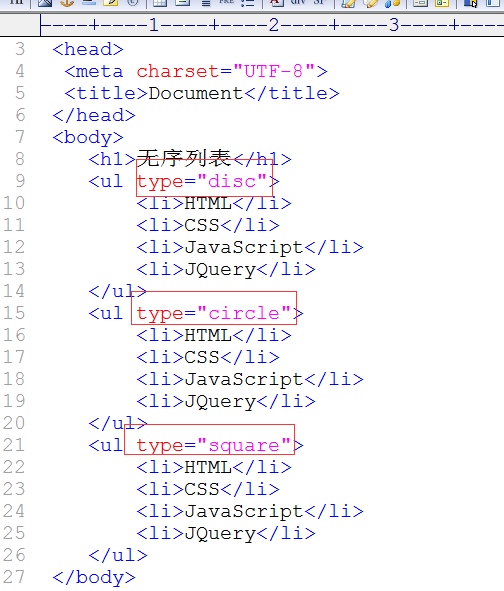 ----+----1----+----2----+----3----+--
3 <head>
4 <meta charset="UTF-8">
5 <title>Document</title>
6 </head>
7 <body>
8 <h1>无序列表</h1>
9 <ul type="disc">
10 <li>HTML</li>
11 <li>CSS</li>
12 <li>JavaScript</li>
13 <li>JQuery</li>
14 </ul>
15 <ul type="circle">
16 <li>HTML</li>
17 <li>CSS</li>
18 <li>JavaScript</li>
19 <li>JQuery</li>
20 </ul>
21 <ul type="square">
22 <li>HTML</li>
23 <li>CSS</li>
24 <li>JavaScript</li>
25 <li>JQuery</li>
26 </ul>
27 </body>